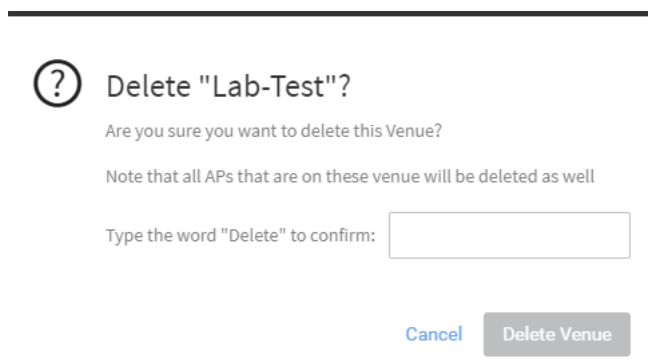 ?
Delete "Lab-Test"?
Are you sure you want to delete this Venue?
Note that all APs that are on these venue will be deleted as well
Type the word "Delete" to confirm:
Cancel
Delete Venue